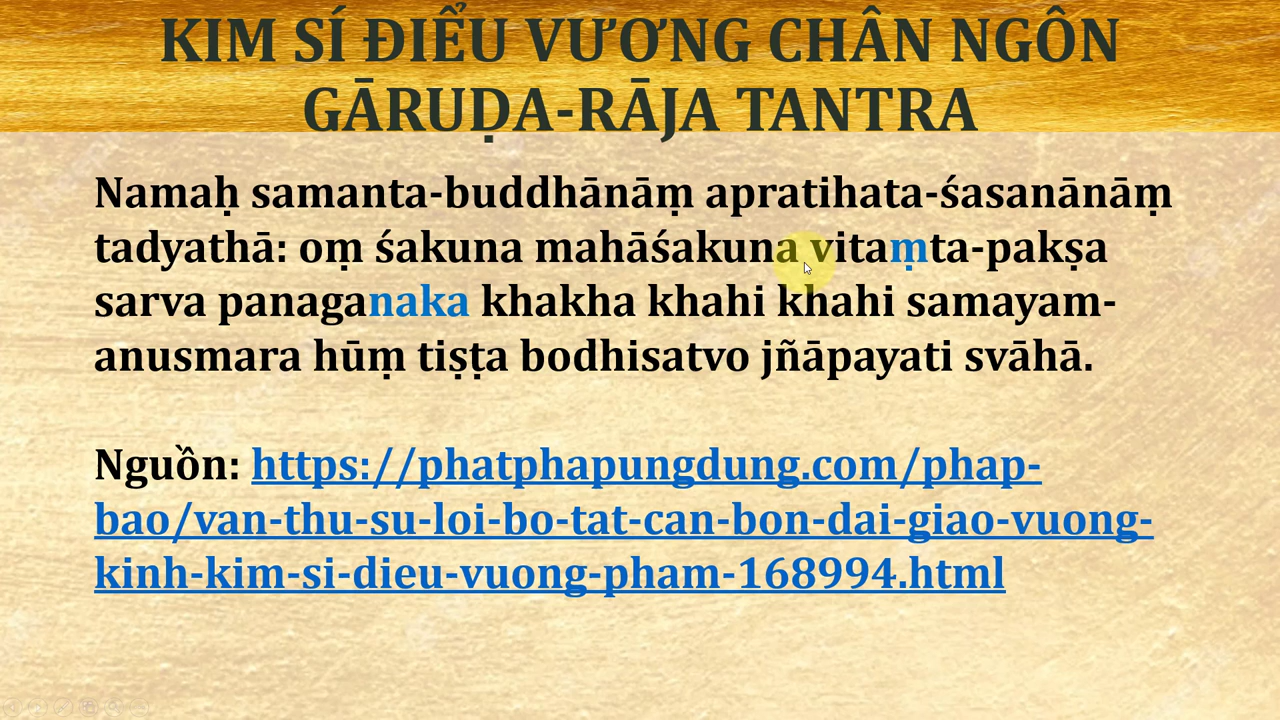 KIM SÍ ĐIỂU VƯƠNG CHÂN NGÔN
GĀRUḌA-RĀJA TANTRA
Namaḥ samanta-buddhānāṃ apratihata-śasanānāṃ
tadyathā: oṃ śakuna mahāśakuna vitaṃta-pakṣa
sarva panaganaka khakha khahi khahi samayam-
anusmara hūṃ tiṣṭa bodhisatvo jñāpayati svāhā.
Nguồn: https://phatphapungdung.com/phap-
bao/van-thu-su-loi-bo-tat-can-bon-dai-giao-vuong-
kinh-kim-si-dieu-vuong-pham-168994.html